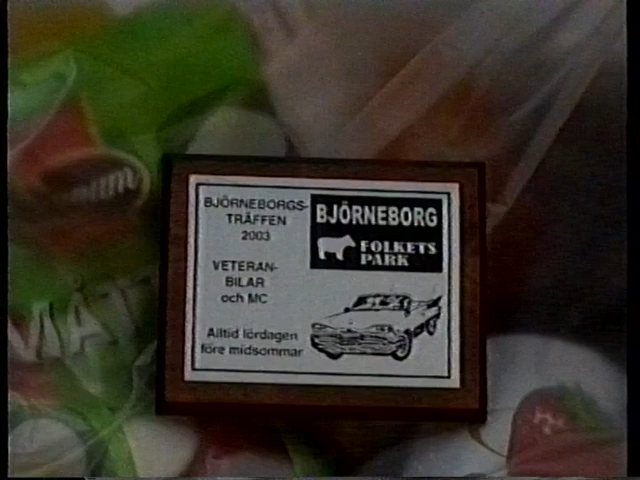 BJÖRNEBORGS-
TRÄFFEN
2003
VETERAN-
BILAR
och MC
Alltid lördagen
före midsommar
BJÖRNEBORG
FOLKETS
PARK